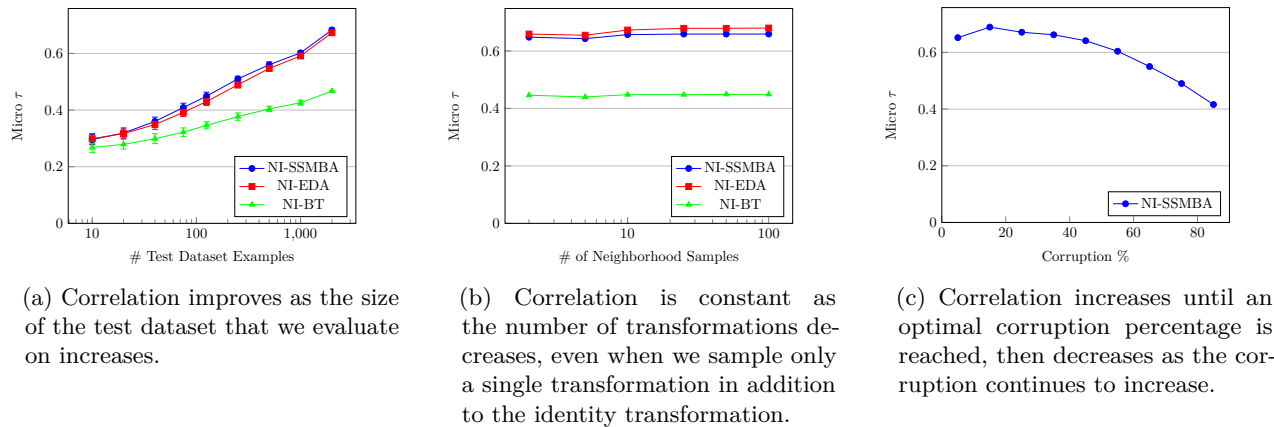 0.6
0.4
0.2
0
Micro τ
10
100
1,000
# Test Dataset Examples
NI-SSMBA
NI-EDA
NI-BT
(a) Correlation improves as the size
of the test dataset that we evaluate
on increases.
0.6
0.4
0.2
0
Micro τ
10
100
# of Neighborhood Samples
NI-SSMBA
NI-EDA
NI-BT
(b) Correlation is constant as
the number of transformations de-
creases, even when we sample only
a single transformation in addition
to the identity transformation.
0.6
0.4
0.2
0
Micro τ
0
20
40
60
80
Corruption %
NI-SSMBA
(c) Correlation increases until an
optimal corruption percentage is
reached, then decreases as the cor-
ruption continues to increase.